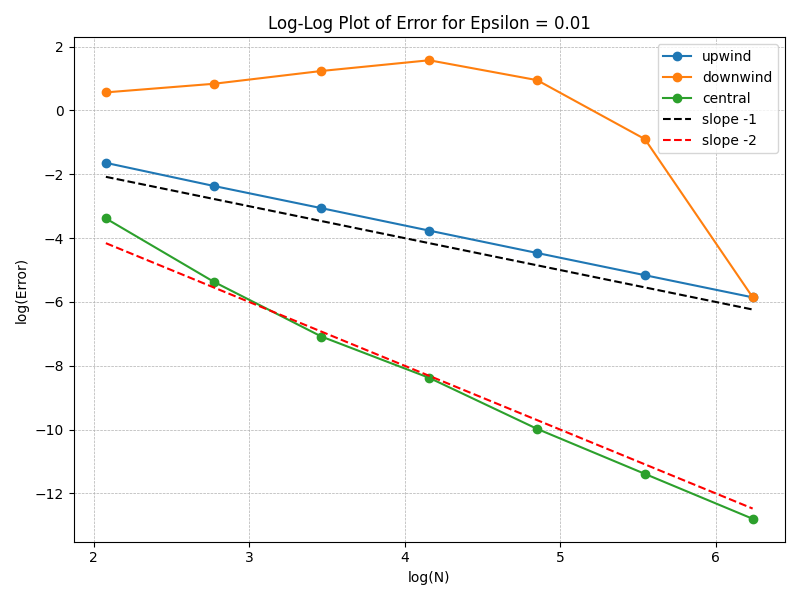 Log-Log Plot of Error for Epsilon = 0.01
upwind
downwind
central
slope -1
slope -2
log(Error)
2
0
−2
−4
−6
−8
−10
−12
2
3
4
5
6
log(N)